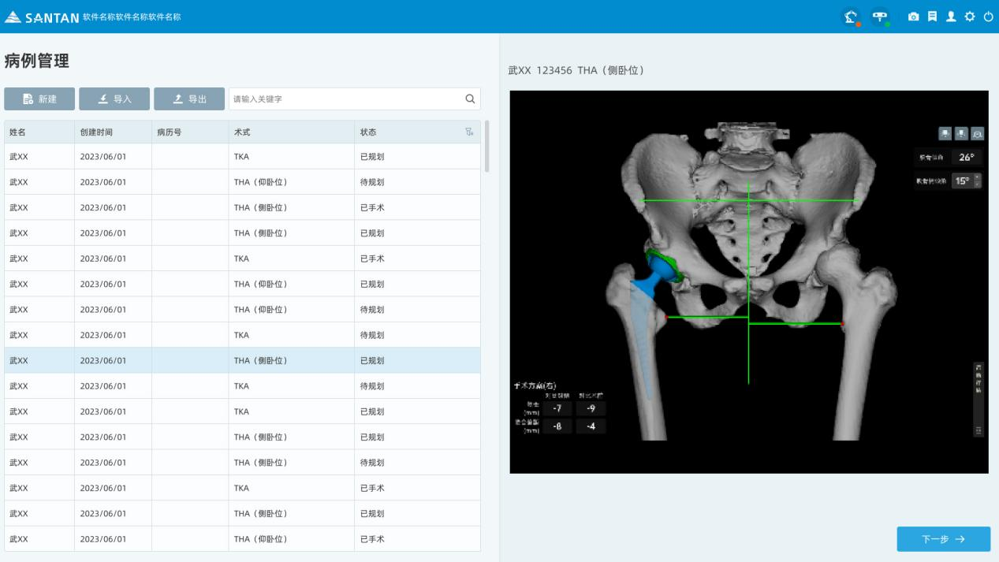 SANTAN 软件名称软件名称软件名称
病例管理
新建 导入 导出 请输入关键字
姓名 创建时间 病历号 术式 状态
武XX 2023/06/01 TKA 已规划
武XX 2023/06/01 THA（仰卧位） 待规划
武XX 2023/06/01 THA（侧卧位） 已手术
武XX 2023/06/01 THA（侧卧位） 已规划
武XX 2023/06/01 TKA 已手术
武XX 2023/06/01 THA（仰卧位） 已规划
武XX 2023/06/01 THA（仰卧位） 待规划
武XX 2023/06/01 TKA 待规划
武XX 2023/06/01 THA（侧卧位） 已规划
武XX 2023/06/01 TKA 待规划
武XX 2023/06/01 TKA 已规划
武XX 2023/06/01 THA（侧卧位） 已规划
武XX 2023/06/01 THA（仰卧位） 待规划
武XX 2023/06/01 TKA 已手术
武XX 2023/06/01 THA（侧卧位） 已规划
武XX 2023/06/01 THA（仰卧位） 已手术
武XX 123456 THA（侧卧位）
26°
15°
手术方案(右)
(mm) -7 -9
(mm) -8 -4
下一步